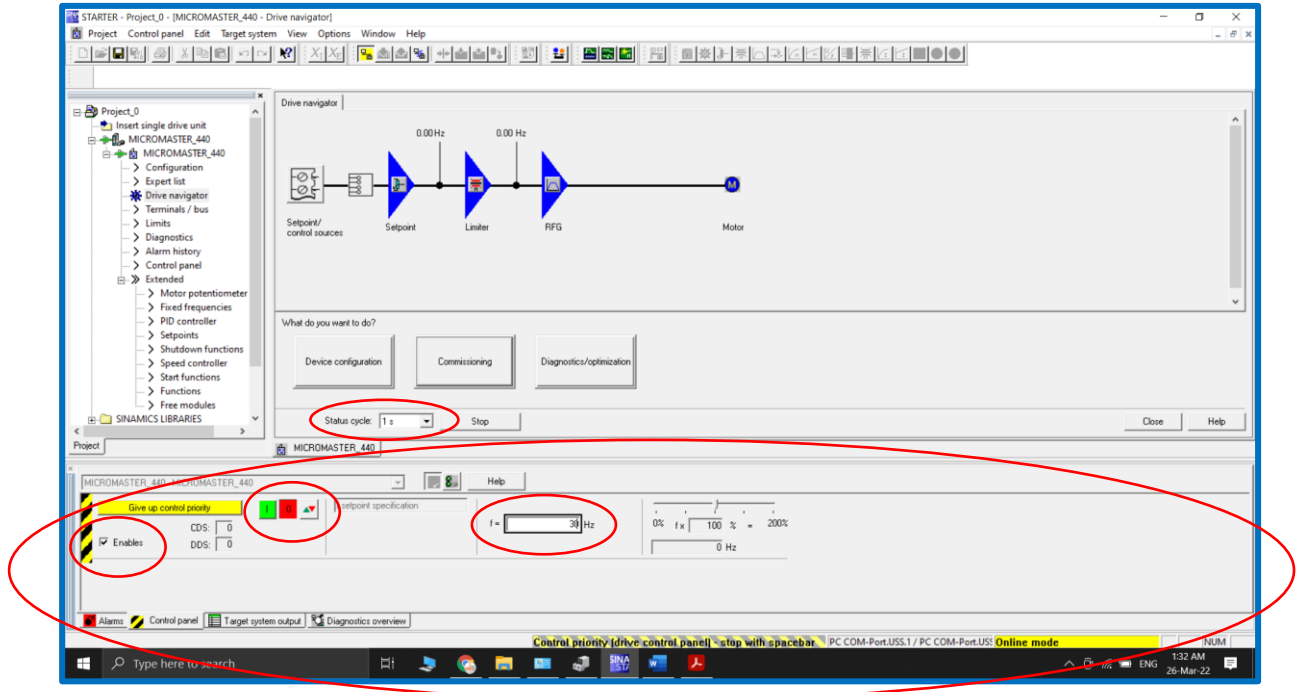 STARTER - Project_0 - [MICROMASTER_440 - Drive navigator]
Project Control panel Edit Target system View Options Window Help
Project_0
Insert single drive unit
MICROMASTER_440
MICROMASTER_440
Configuration
Expert list
Drive navigator
Terminals / bus
Limits
Diagnostics
Alarm history
Control panel
Extended
Motor potentiometer
Fixed frequencies
PID controller
Setpoints
Shutdown functions
Speed controller
Start functions
Functions
Free modules
SINAMICS LIBRARIES
Project
Drive navigator
0.00 Hz 0.00 Hz
M
Setpoint/
control sources
Setpoint Limiter RFG Motor
What do you want to do?
Device configuration Commissioning Diagnostics/optimization
Status cycle: 1 s Stop Close Help
MICROMASTER_440
MICROMASTER_440 - MICROMASTER_440 Help
Give up control priority I 0 setpoint specification
CDS: 0
Enables DDS: 0
f = 30 Hz
0% f x 100 % = 200%
0 Hz
Alarms Control panel Target system output Diagnostics overview
Control priority [drive control panel] - stop with spacebar PC COM-Port.USS.1 / PC COM-Port.USS Online mode NUM
Type here to search
SINA
ENG 1:32 AM
26-Mar-22